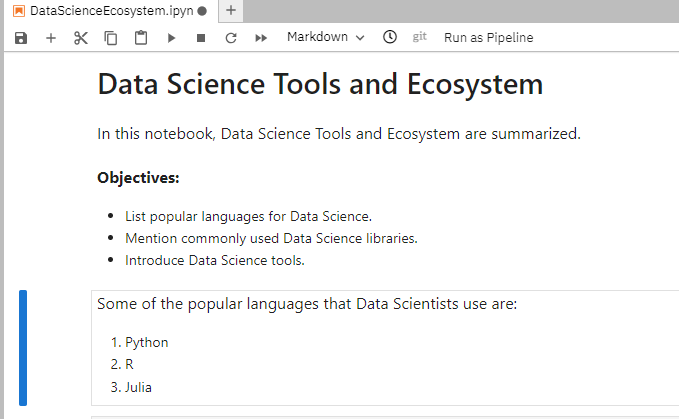 DataScienceEcosystem.ipyn
Markdown git Run as Pipeline
Data Science Tools and Ecosystem
In this notebook, Data Science Tools and Ecosystem are summarized.
Objectives:
List popular languages for Data Science.
Mention commonly used Data Science libraries.
Introduce Data Science tools.
Some of the popular languages that Data Scientists use are:
1. Python
2. R
3. Julia